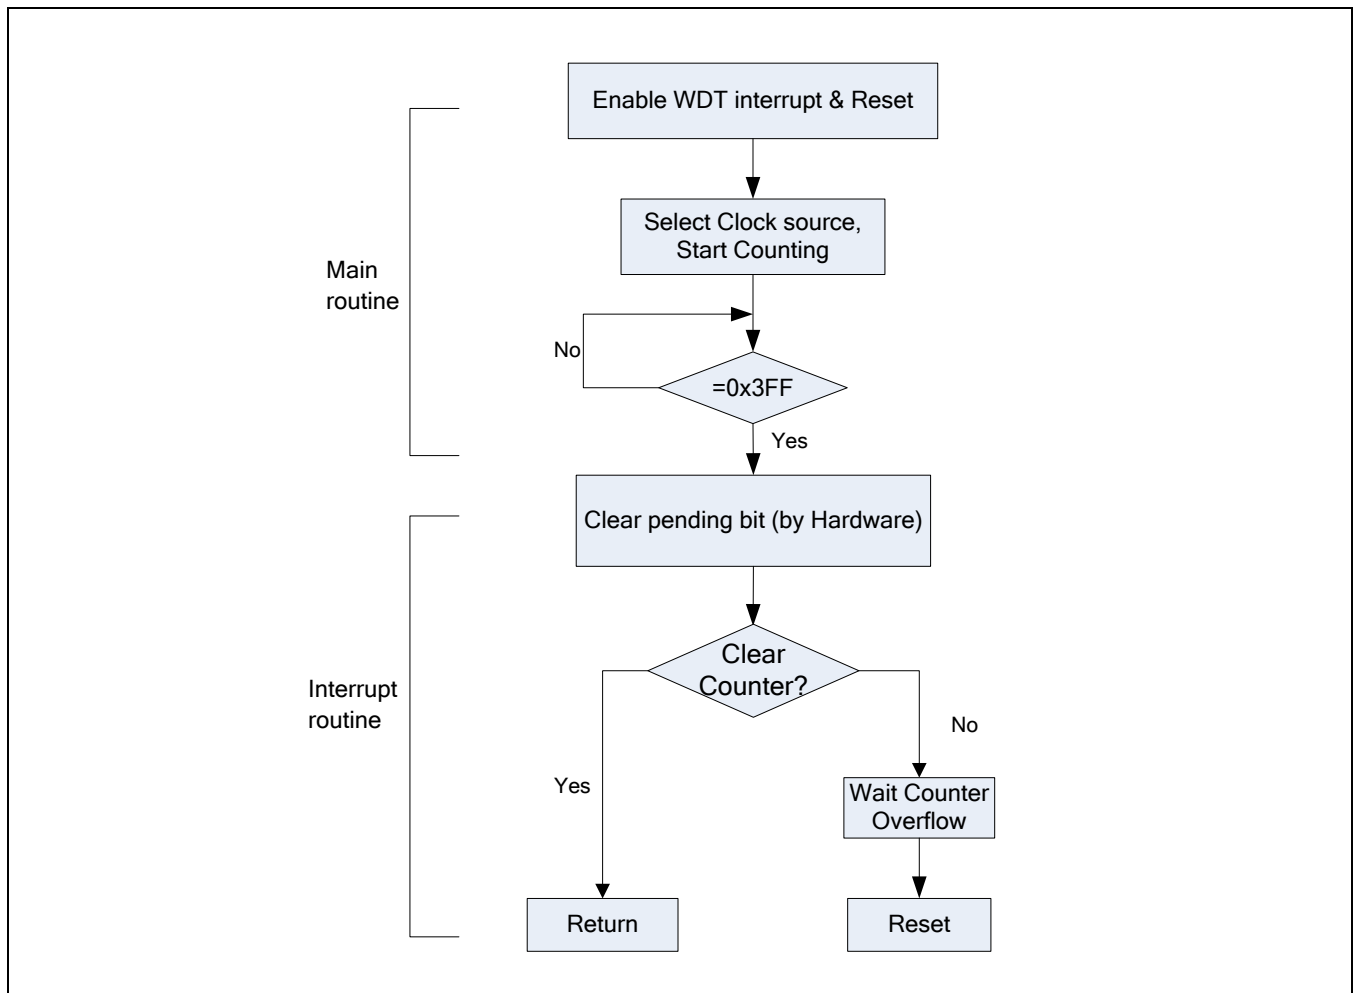 Enable WDT interrupt & Reset
Select Clock source,
Start Counting
Main
routine
No
=0x3FF
Yes
Clear pending bit (by Hardware)
Clear
Counter?
Interrupt
routine
No
Yes
Wait Counter
Overflow
Return
Reset